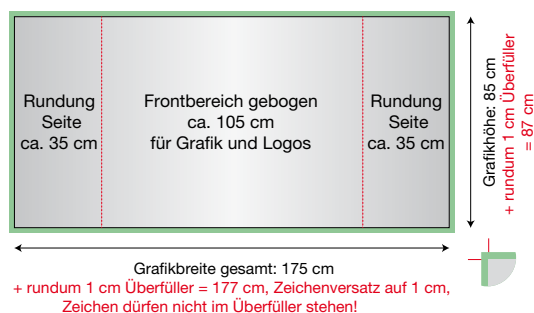 Rundung
Seite
ca. 35 cm
Frontbereich gebogen
ca. 105 cm
für Grafik und Logos
Rundung
Seite
ca. 35 cm
Grafikhöhe: 85 cm
+ rundum 1 cm Überfüller
= 87 cm
Grafikbreite gesamt: 175 cm
+ rundum 1 cm Überfüller = 177 cm, Zeichenversatz auf 1 cm,
Zeichen dürfen nicht im Überfüller stehen!